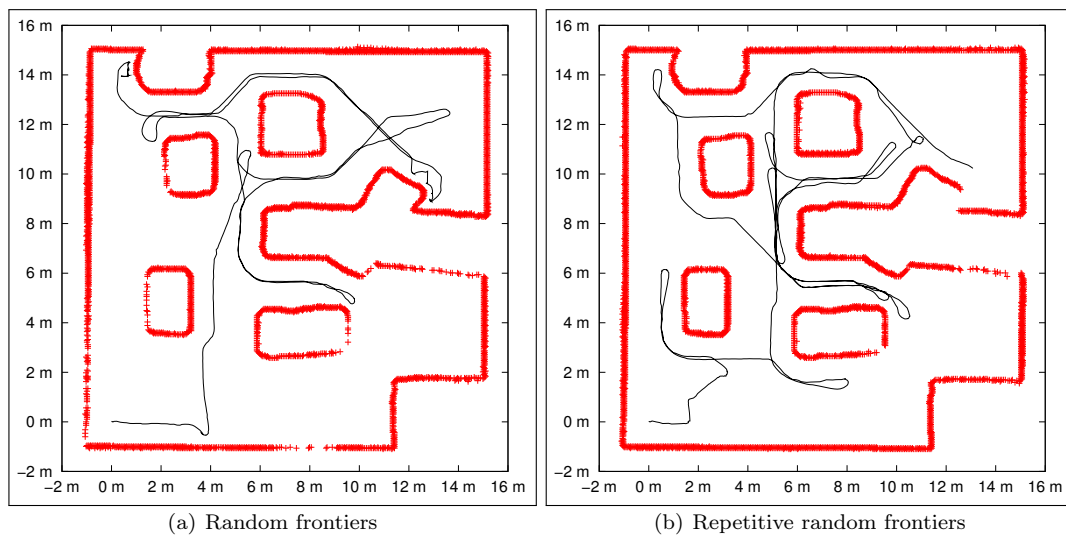 16 m
14 m
12 m
10 m
8 m
6 m
4 m
2 m
0 m
−2 m
−2 m 0 m 2 m 4 m 6 m 8 m 10 m 12 m 14 m 16 m
(a) Random frontiers
16 m
14 m
12 m
10 m
8 m
6 m
4 m
2 m
0 m
−2 m
−2 m 0 m 2 m 4 m 6 m 8 m 10 m 12 m 14 m 16 m
(b) Repetitive random frontiers